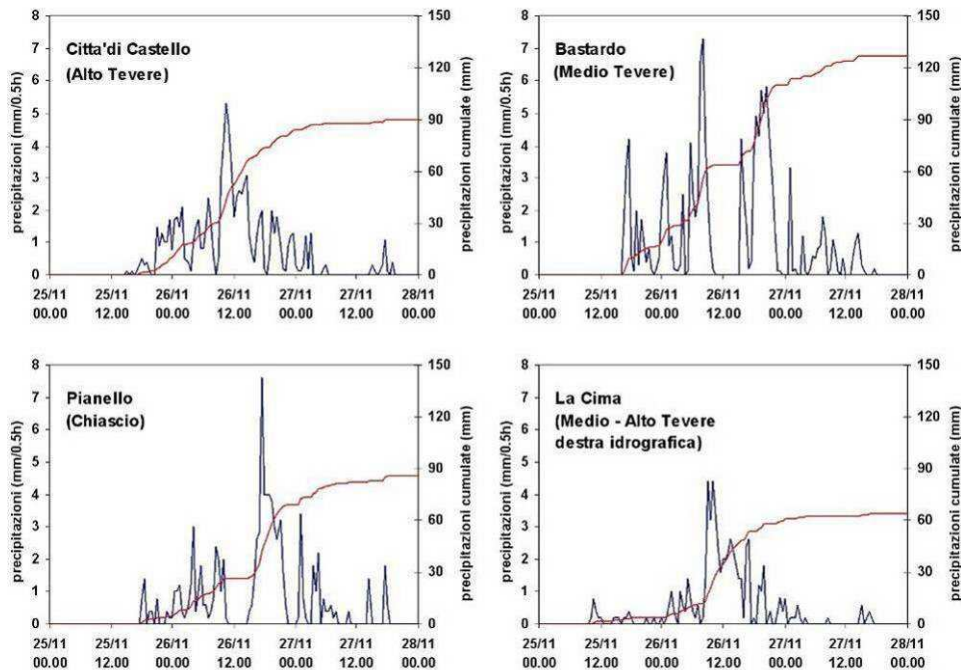 Citta'di Castello
(Alto Tevere)
precipitazioni (mm/0.5h)
8
7
6
5
4
3
2
1
0
precipitazioni cumulate (mm)
150
120
90
60
30
0
25/11 25/11 26/11 26/11 27/11 27/11 28/11
00.00 12.00 00.00 12.00 00.00 12.00 00.00
Bastardo
(Medio Tevere)
precipitazioni (mm/0.5h)
8
7
6
5
4
3
2
1
0
precipitazioni cumulate (mm)
150
120
90
60
30
0
25/11 25/11 26/11 26/11 27/11 27/11 28/11
00.00 12.00 00.00 12.00 00.00 12.00 00.00
Pianello
(Chiascio)
precipitazioni (mm/0.5h)
8
7
6
5
4
3
2
1
0
precipitazioni cumulate (mm)
150
120
90
60
30
0
25/11 25/11 26/11 26/11 27/11 27/11 28/11
00.00 12.00 00.00 12.00 00.00 12.00 00.00
La Cima
(Medio - Alto Tevere
destra idrografica)
precipitazioni (mm/0.5h)
8
7
6
5
4
3
2
1
0
precipitazioni cumulate (mm)
150
120
90
60
30
0
25/11 25/11 26/11 26/11 27/11 27/11 28/11
00.00 12.00 00.00 12.00 00.00 12.00 00.00